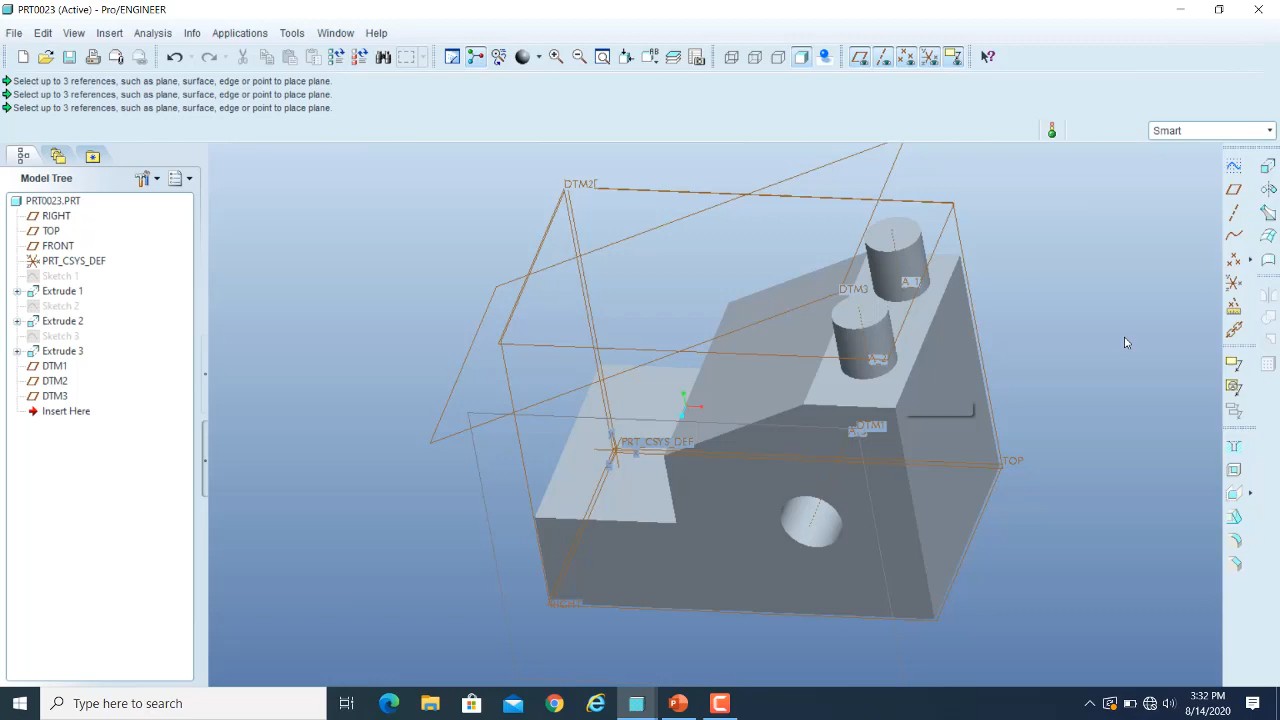 PRT0023 (Active) - Pro/ENGINEER
File Edit View Insert Analysis Info Applications Tools Window Help
Select up to 3 references, such as plane, surface, edge or point to place plane.
Select up to 3 references, such as plane, surface, edge or point to place plane.
Select up to 3 references, such as plane, surface, edge or point to place plane.
Smart
Model Tree
PRT0023.PRT
RIGHT
TOP
FRONT
PRT_CSYS_DEF
Sketch 1
Extrude 1
Sketch 2
Extrude 2
Sketch 3
Extrude 3
DTM1
DTM2
DTM3
Insert Here
DTM2
DTM3
DTM1
PRT_CSYS_DEF
TOP
Type here to search
3:32 PM
8/14/2020